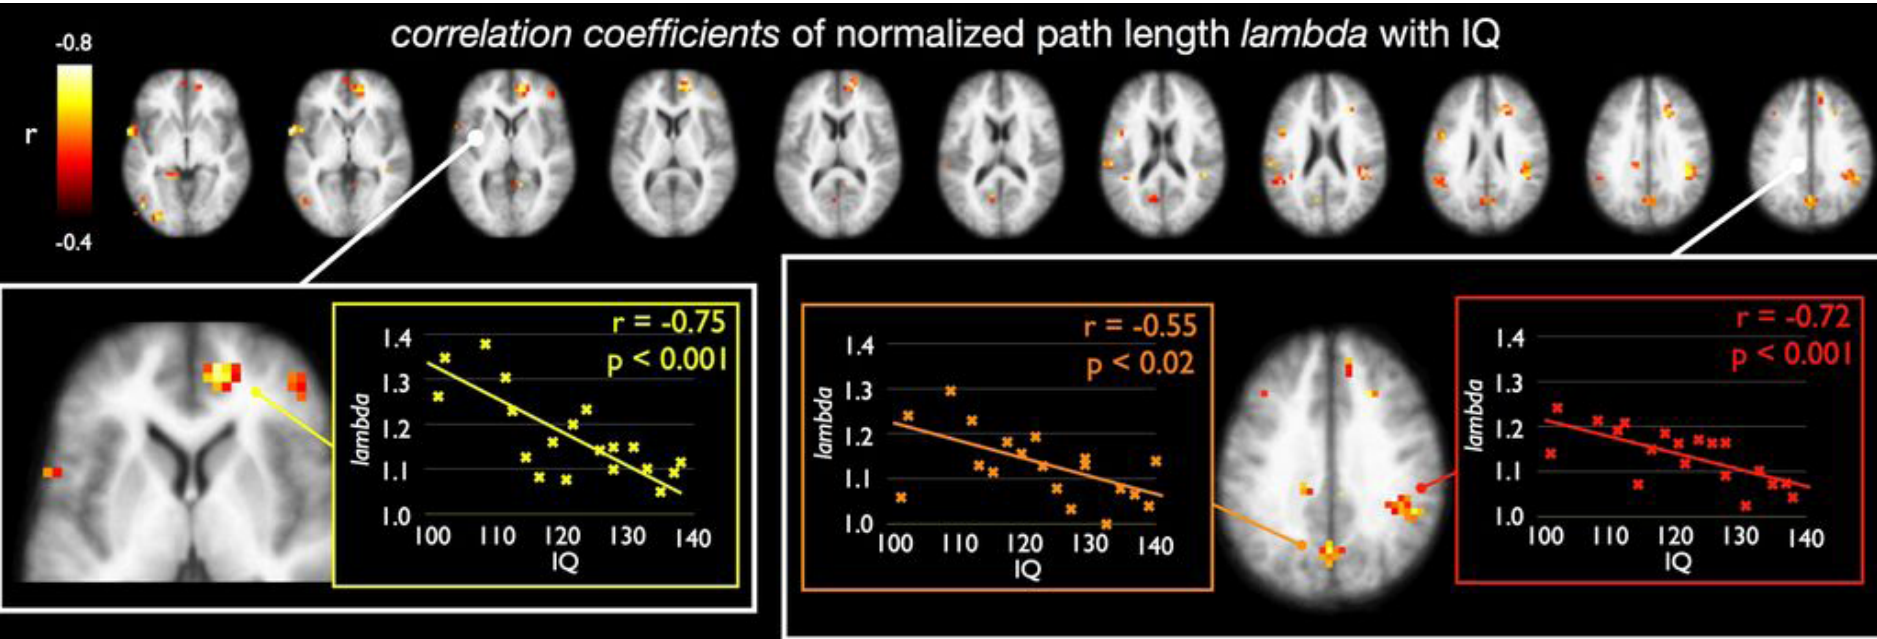 correlation coefficients of normalized path length lambda with IQ
-0.8
r
-0.4
r = -0.75
p < 0.001
1.4
1.3
1.2
1.1
1.0
lambda
100 110 120 130 140
IQ
r = -0.55
p < 0.02
1.4
1.3
1.2
1.1
1.0
lambda
100 110 120 130 140
IQ
r = -0.72
p < 0.001
1.4
1.3
1.2
1.1
1.0
lambda
100 110 120 130 140
IQ